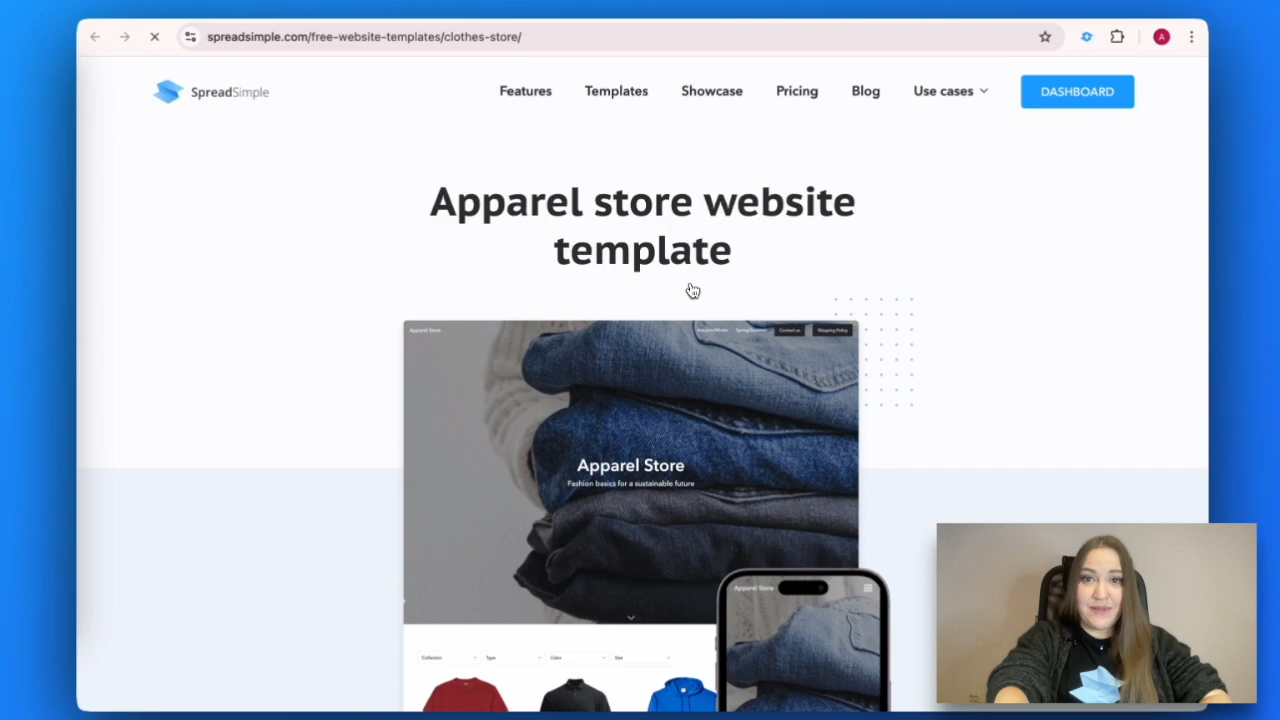 spreadsimple.com/free-website-templates/clothes-store/
A
SpreadSimple
Features
Templates
Showcase
Pricing
Blog
Use cases
DASHBOARD
Apparel store website
template
Apparel Store
Spring/Summer
Contact us
Shipping Policy
Apparel Store
Fashion basics for a sustainable future
Apparel Store
Collection
Type
Color
Size